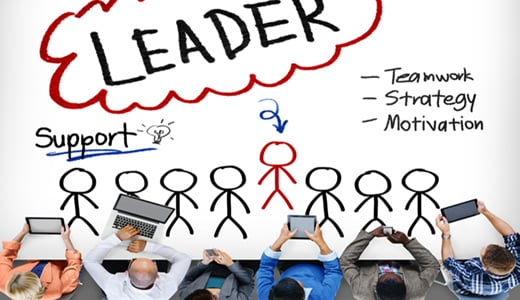 LEADER
Support
– Teamwork
– Strategy
– Motivation